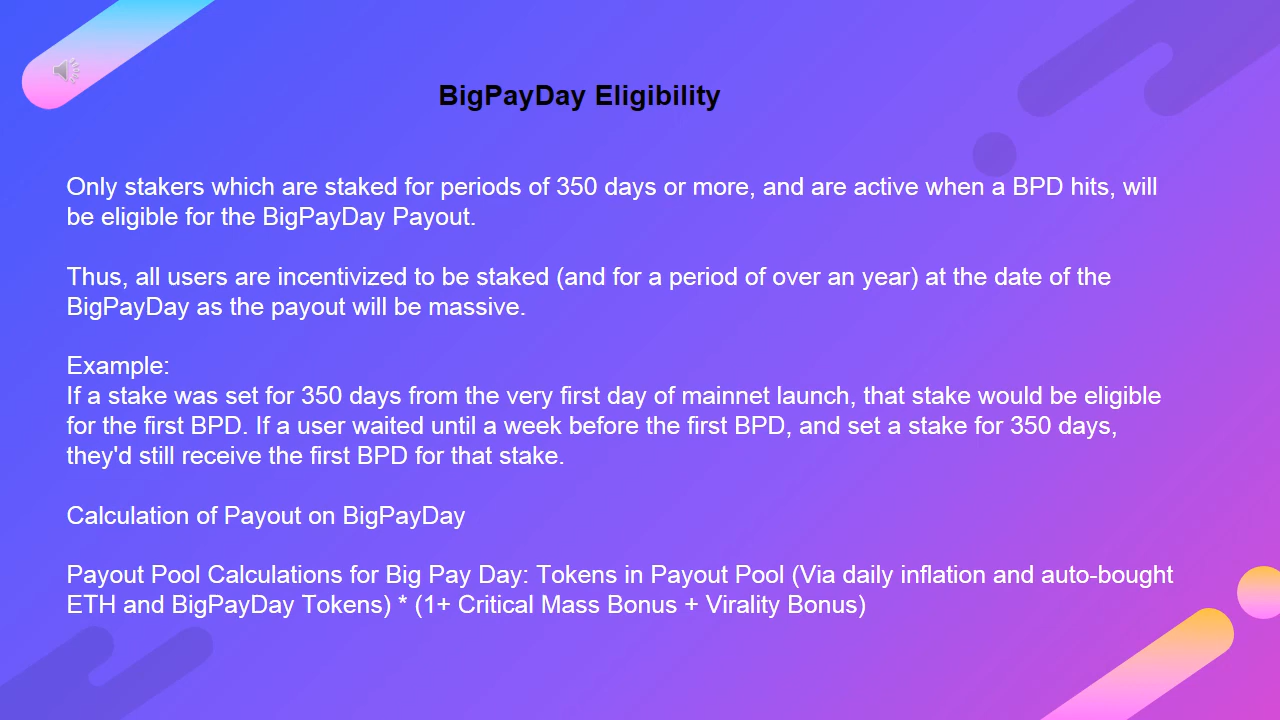 BigPayDay Eligibility
Only stakers which are staked for periods of 350 days or more, and are active when a BPD hits, will
be eligible for the BigPayDay Payout.
Thus, all users are incentivized to be staked (and for a period of over an year) at the date of the
BigPayDay as the payout will be massive.
Example:
If a stake was set for 350 days from the very first day of mainnet launch, that stake would be eligible
for the first BPD. If a user waited until a week before the first BPD, and set a stake for 350 days,
they'd still receive the first BPD for that stake.
Calculation of Payout on BigPayDay
Payout Pool Calculations for Big Pay Day: Tokens in Payout Pool (Via daily inflation and auto-bought
ETH and BigPayDay Tokens) * (1+ Critical Mass Bonus + Virality Bonus)